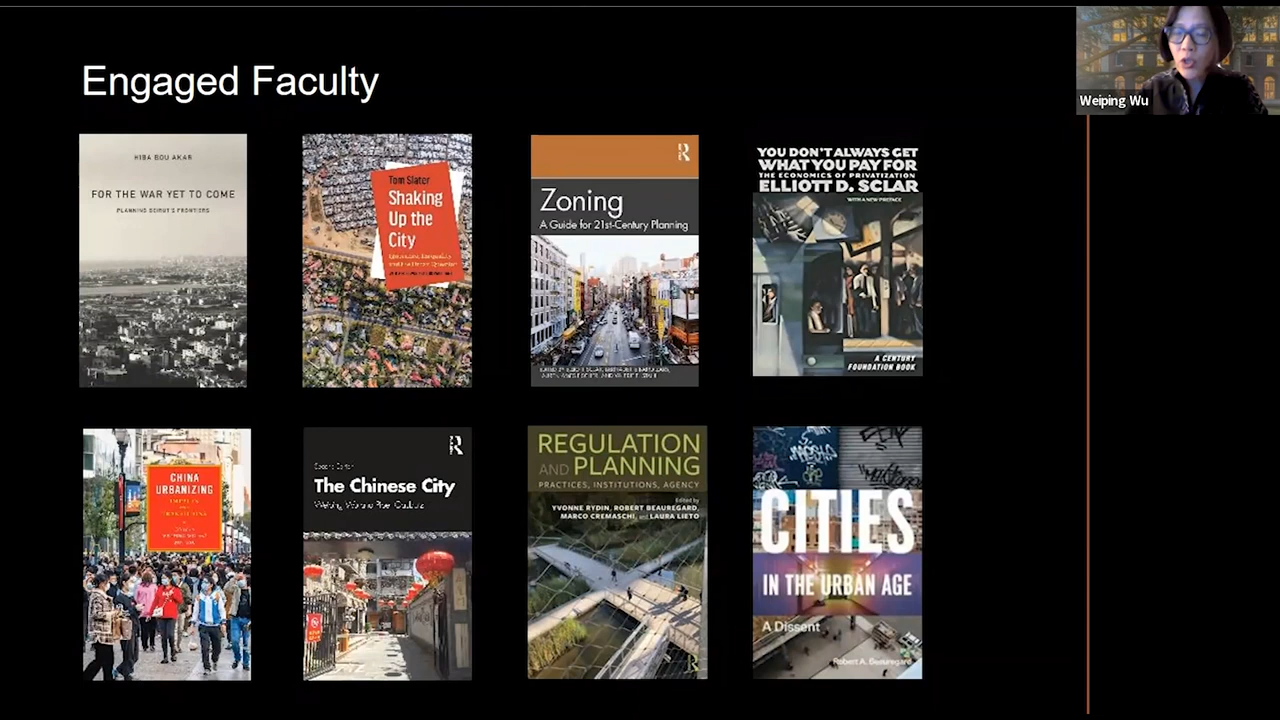 Engaged Faculty
Weiping Wu
HIBA BOU AKAR
FOR THE WAR YET TO COME
PLANNING BEIRUT'S FRONTIERS
Tom Slater
Shaking
Up the
City
R
Zoning
A Guide for 21st-Century Planning
YOU DON'T ALWAYS GET
WHAT YOU PAY FOR
THE ECONOMICS OF PRIVATIZATION
ELLIOTT D. SCLAR
WITH A NEW PREFACE
A CENTURY
FOUNDATION BOOK
CHINA
URBANIZING
R
Second Edition
The Chinese City
REGULATION
AND PLANNING
PRACTICES, INSTITUTIONS, AGENCY
Edited by
YVONNE RYDIN, ROBERT BEAUREGARD,
MARCO CREMASCHI, and LAURA LIETO
R
CITIES
IN THE URBAN AGE
A Dissent
Robert A. Beauregard